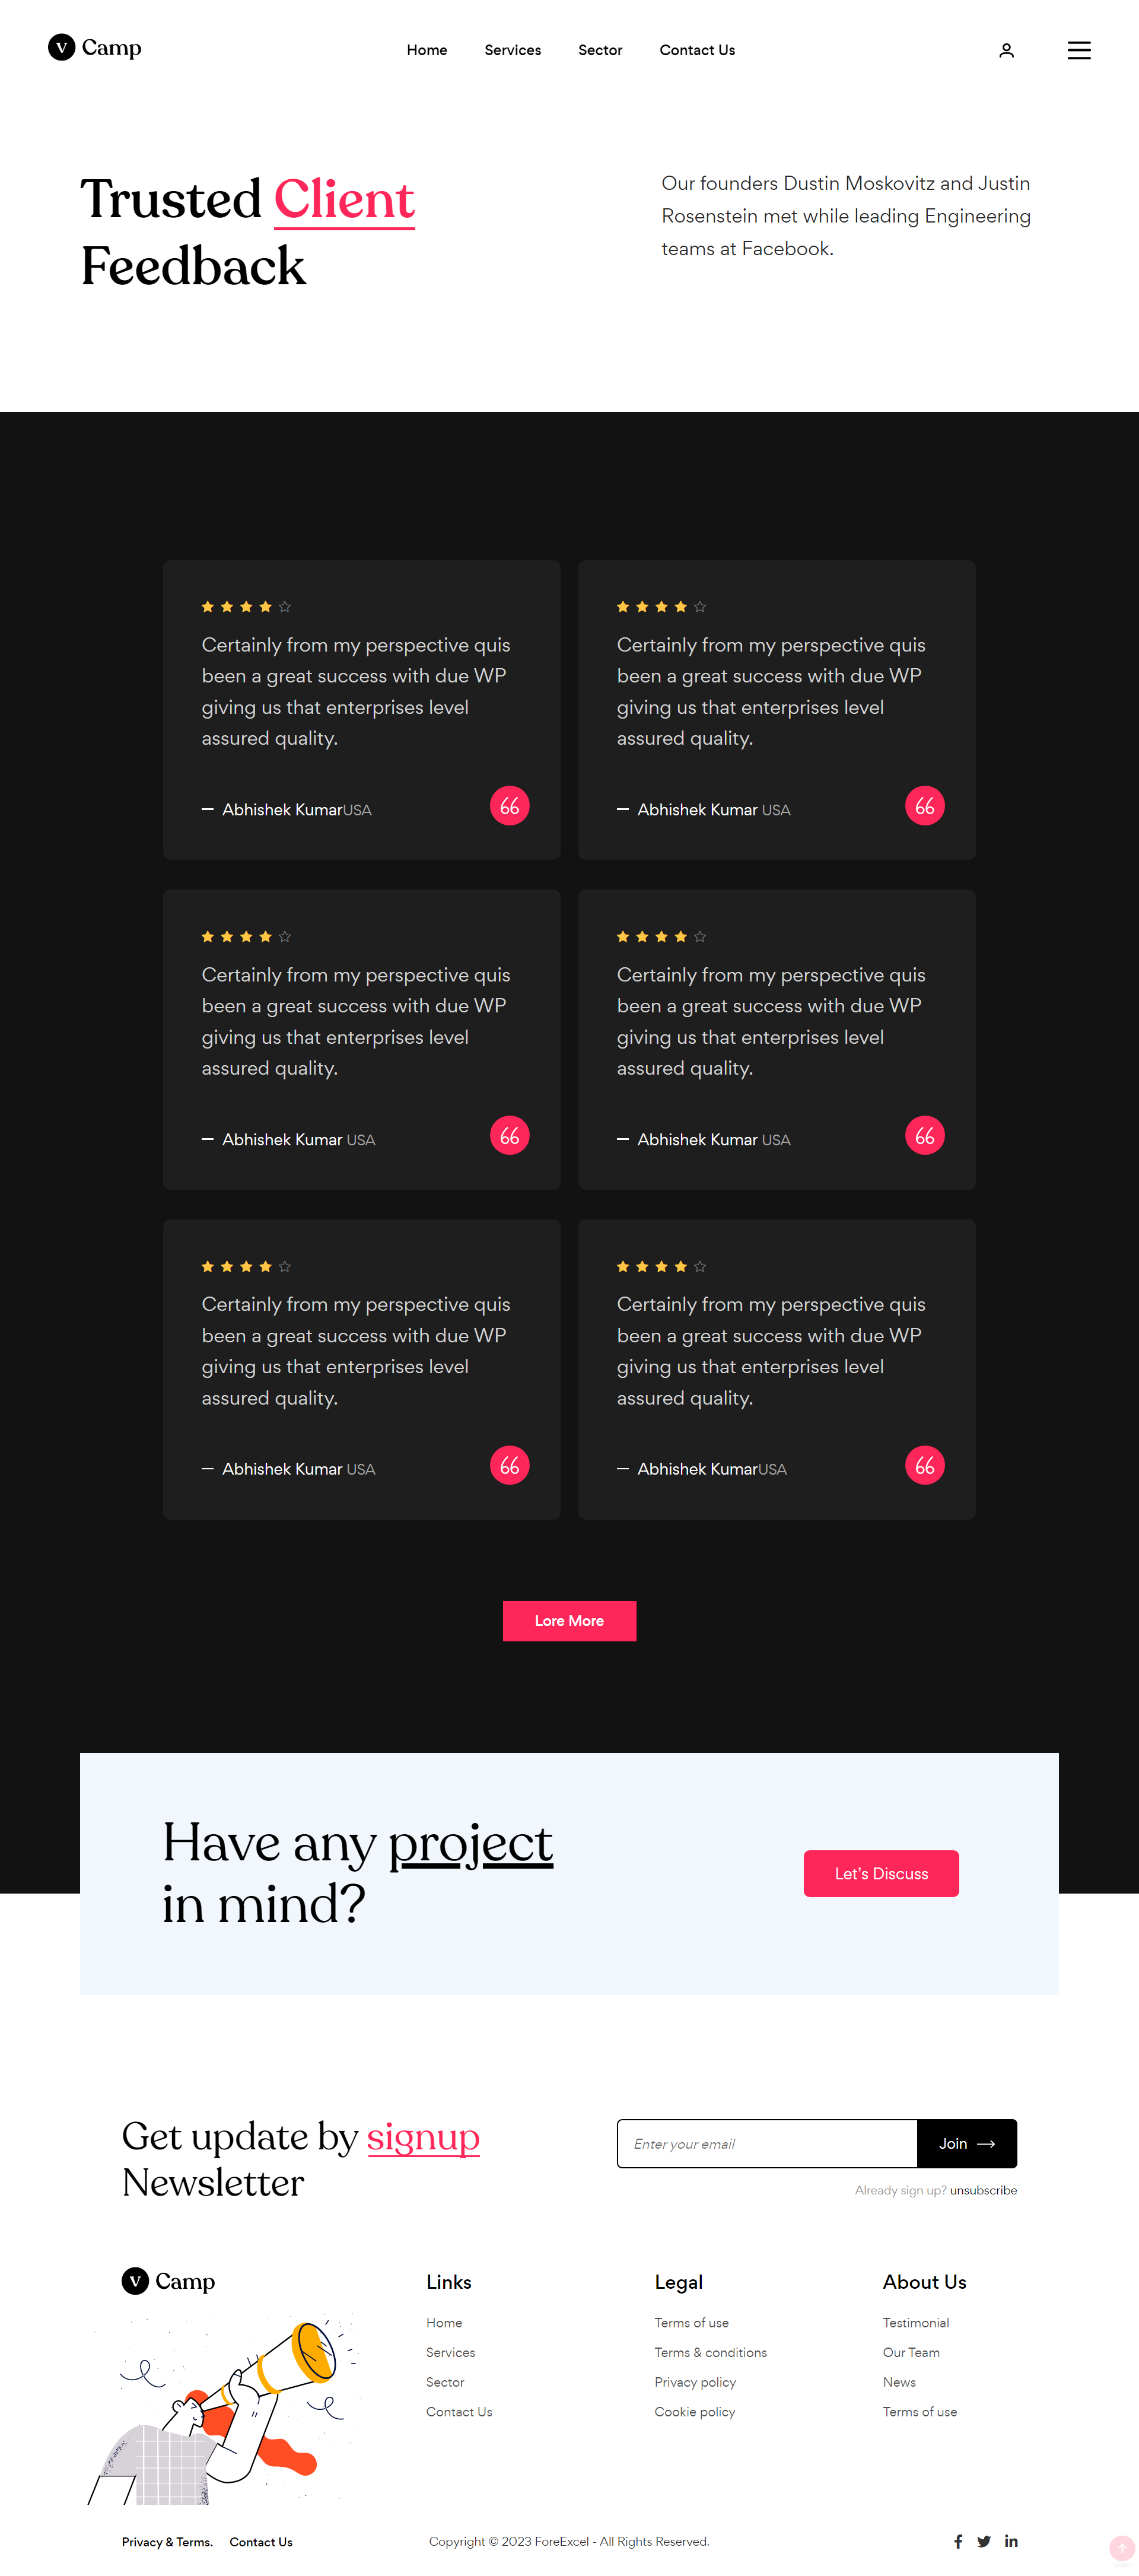 V Camp
Home Services Sector Contact Us
Trusted Client
Feedback
Our founders Dustin Moskovitz and Justin
Rosenstein met while leading Engineering
teams at Facebook.
Certainly from my perspective quis
been a great success with due WP
giving us that enterprises level
assured quality.
— Abhishek KumarUSA
Certainly from my perspective quis
been a great success with due WP
giving us that enterprises level
assured quality.
— Abhishek Kumar USA
Certainly from my perspective quis
been a great success with due WP
giving us that enterprises level
assured quality.
— Abhishek Kumar USA
Certainly from my perspective quis
been a great success with due WP
giving us that enterprises level
assured quality.
— Abhishek Kumar USA
Certainly from my perspective quis
been a great success with due WP
giving us that enterprises level
assured quality.
— Abhishek Kumar USA
Certainly from my perspective quis
been a great success with due WP
giving us that enterprises level
assured quality.
— Abhishek KumarUSA
Lore More
Have any project
in mind?
Let's Discuss
Get update by signup
Newsletter
Enter your email
Join
Already sign up? unsubscribe
V Camp
Links
Home
Services
Sector
Contact Us
Legal
Terms of use
Terms & conditions
Privacy policy
Cookie policy
About Us
Testimonial
Our Team
News
Terms of use
Privacy & Terms. Contact Us
Copyright © 2023 ForeExcel - All Rights Reserved.